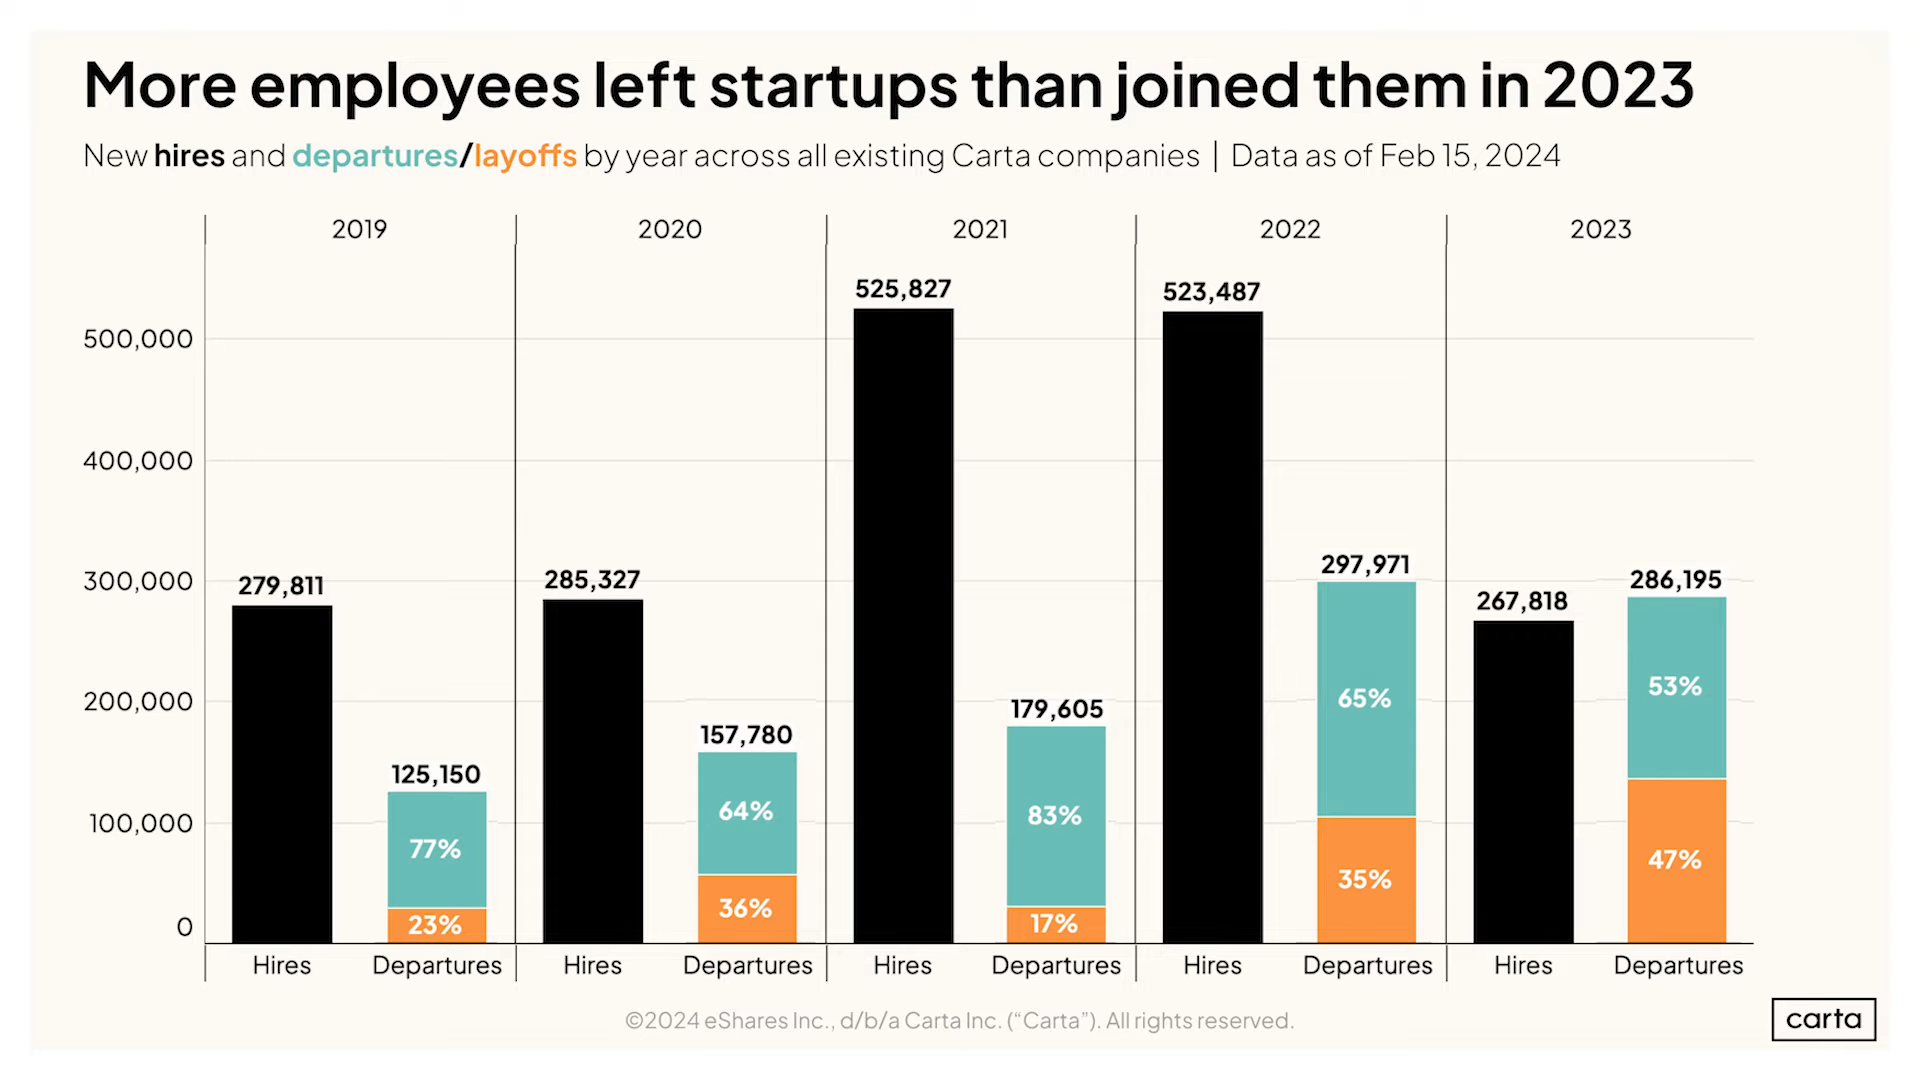 More employees left startups than joined them in 2023
New hires and departures/layoffs by year across all existing Carta companies | Data as of Feb 15, 2024
2019 2020 2021 2022 2023
525,827
523,487
500,000
400,000
297,971
300,000 279,811 285,327 267,818 286,195
200,000 157,780 179,605 65% 53%
125,150
100,000 77% 64% 83%
0 23% 36% 17% 35% 47%
Hires Departures Hires Departures Hires Departures Hires Departures Hires Departures
©2024 eShares Inc., d/b/a Carta Inc. (“Carta”). All rights reserved.
carta